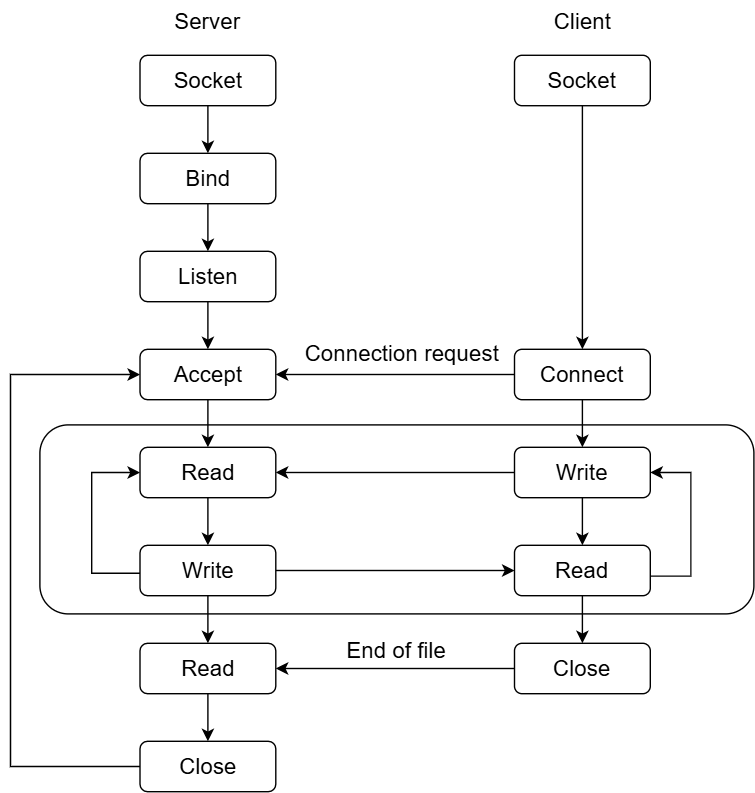 Server
Client
Socket
Socket
Bind
Listen
Accept
Connection request
Connect
Read
Write
Write
Read
Read
End of file
Close
Close